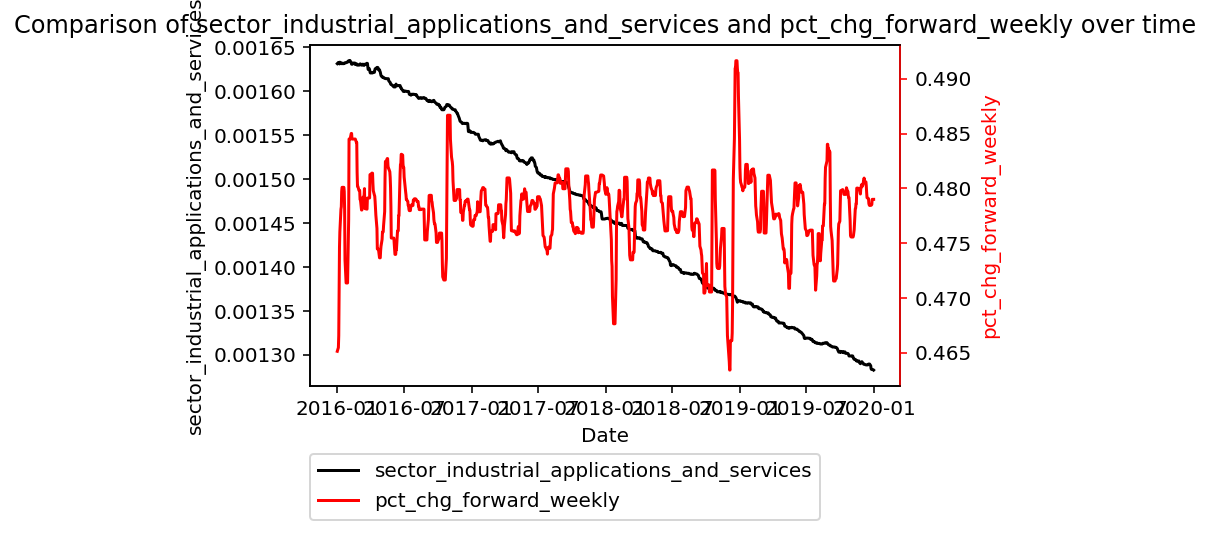 Comparison of sector_industrial_applications_and_services and pct_chg_forward_weekly over time
sector_industrial_applications_and_services
0.00165
0.00160
0.00155
0.00150
0.00145
0.00140
0.00135
0.00130
0.490
0.485
0.480
0.475
0.470
0.465
pct_chg_forward_weekly
2016-01 2016-07 2017-01 2017-07 2018-01 2018-07 2019-01 2019-07 2020-01
Date
sector_industrial_applications_and_services
pct_chg_forward_weekly